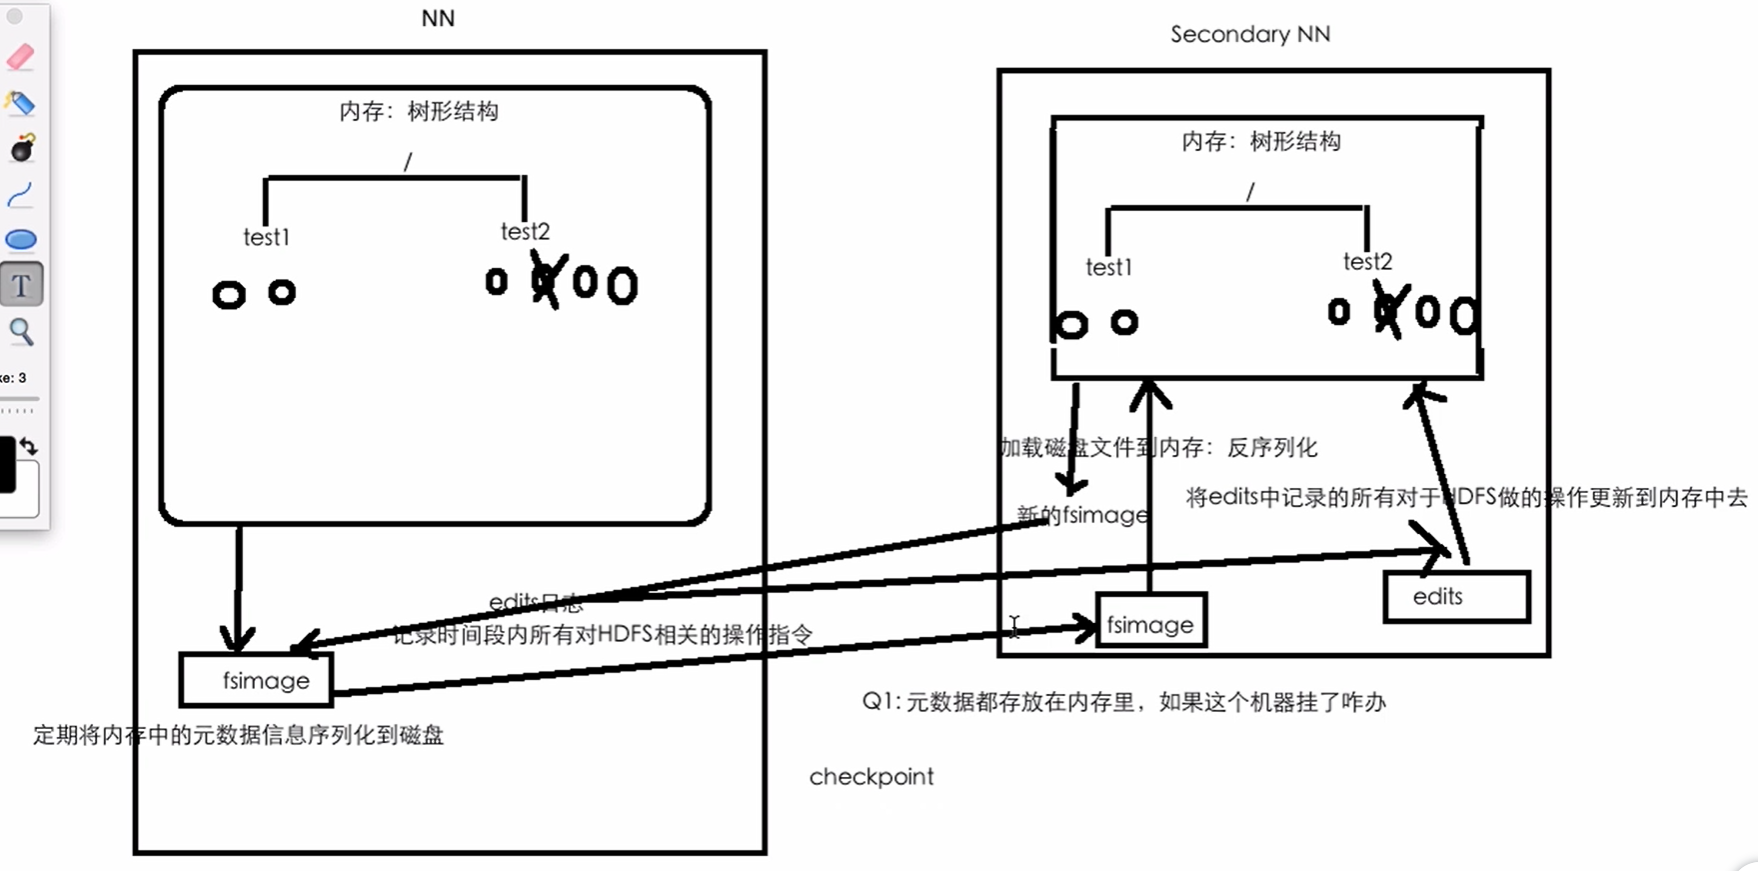 NN
内存：树形结构
/
test1
test2
edits日志
记录时间段内所有对HDFS相关的操作指令
fsimage
定期将内存中的元数据信息序列化到磁盘
Secondary NN
内存：树形结构
/
test1
test2
加载磁盘文件到内存：反序列化
将edits中记录的所有对于HDFS做的操作更新到内存中去
新的fsimage
edits
fsimage
Q1: 元数据都存放在内存里，如果这个机器挂了咋办
checkpoint
T
ke: 3